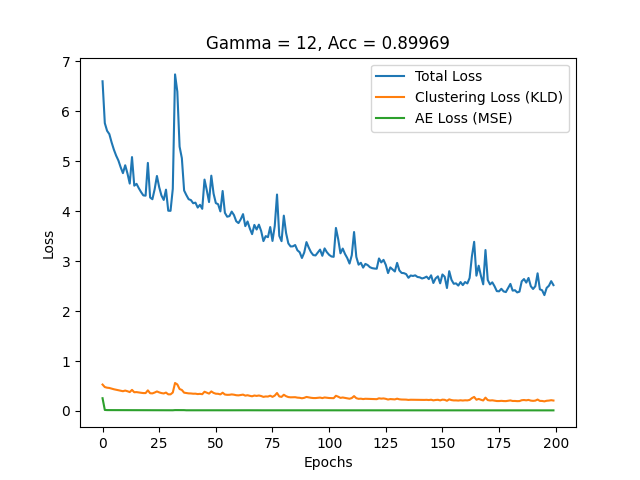 Gamma = 12, Acc = 0.89969
Total Loss
Clustering Loss (KLD)
AE Loss (MSE)
7
6
5
4
3
2
1
0
Loss
0 25 50 75 100 125 150 175 200
Epochs